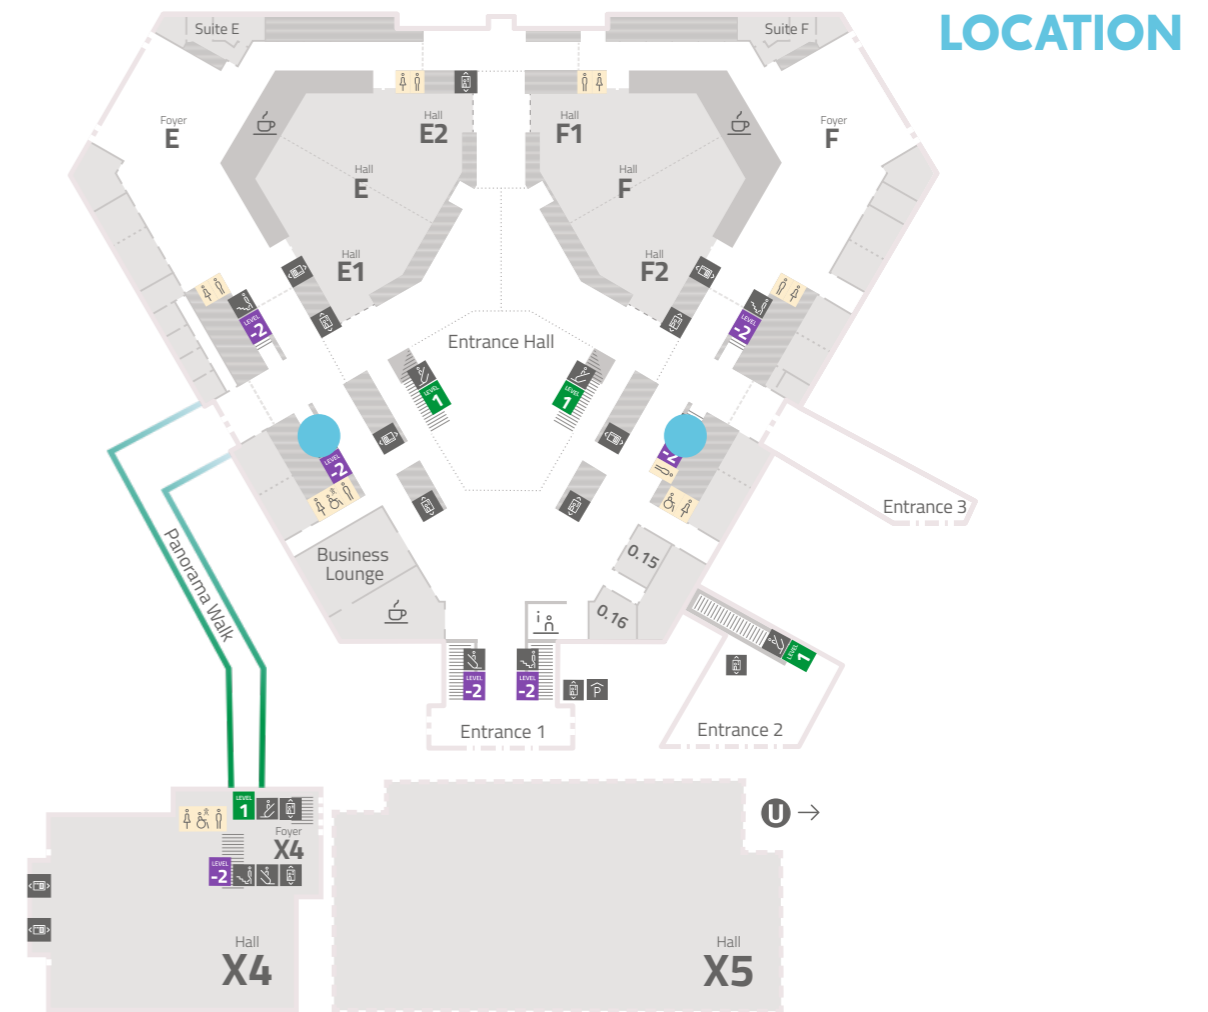 LOCATION
Suite E
Suite F
Hall
E2
Hall
F1
Foyer
E
Foyer
F
Hall
E
Hall
F
Hall
E1
Hall
F2
LEVEL
-2
LEVEL
-2
Entrance Hall
LEVEL
1
LEVEL
1
LEVEL
-2
-2
Entrance 3
Panorama Walk
Business
Lounge
0.15
0.16
i
LEVEL
-2
LEVEL
-2
P
LEVEL
1
Entrance 1
Entrance 2
LEVEL
1
U
Foyer
X4
LEVEL
-2
Hall
X4
Hall
X5